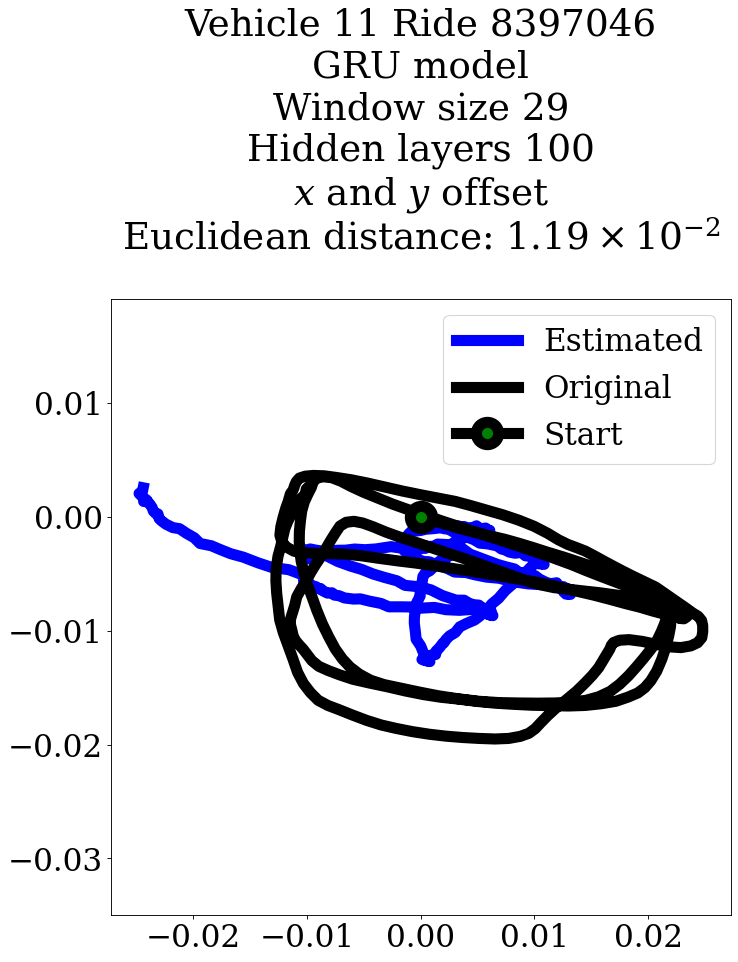 Vehicle 11 Ride 8397046
GRU model
Window size 29
Hidden layers 100
x and y offset
Euclidean distance: 1.19 × 10⁻²
Estimated
Original
Start
0.01
0.00
−0.01
−0.02
−0.03
−0.02 −0.01 0.00 0.01 0.02